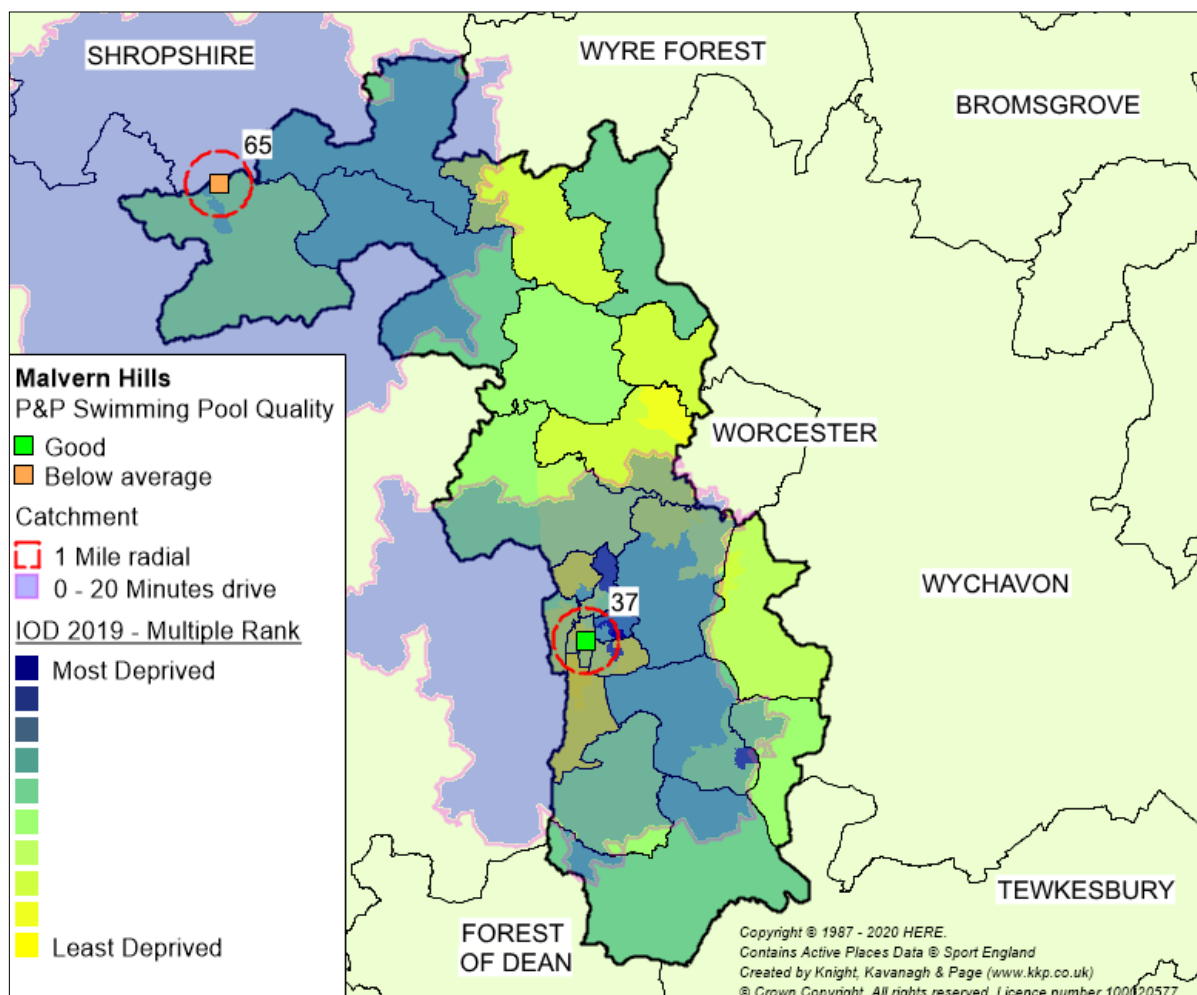 SHROPSHIRE
WYRE FOREST
BROMSGROVE
65
WORCESTER
WYCHAVON
37
TEWKESBURY
FOREST
OF DEAN
Malvern Hills
P&P Swimming Pool Quality
Good
Below average
Catchment
1 Mile radial
0 - 20 Minutes drive
IOD 2019 - Multiple Rank
Most Deprived
Least Deprived
Copyright © 1987 - 2020 HERE.
Contains Active Places Data © Sport England
Created by Knight, Kavanagh & Page (www.kkp.co.uk)
© Crown Copyright. All rights reserved. Licence number 100020577